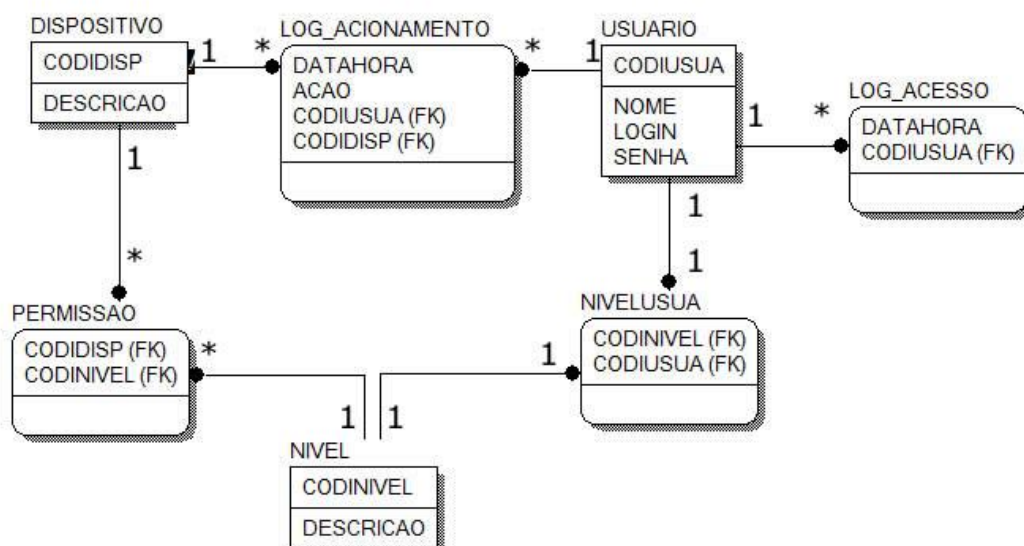 DISPOSITIVO
CODIDISP
DESCRICAO
1
*
LOG_ACIONAMENTO
DATAHORA
ACAO
CODIUSUA (FK)
CODIDISP (FK)
*
1
USUARIO
CODIUSUA
NOME
LOGIN
SENHA
1
*
LOG_ACESSO
DATAHORA
CODIUSUA (FK)
1
*
1
1
PERMISSAO
CODIDISP (FK)
CODINIVEL (FK)
*
1
NIVELUSUA
CODINIVEL (FK)
CODIUSUA (FK)
1
1
NIVEL
CODINIVEL
DESCRICAO